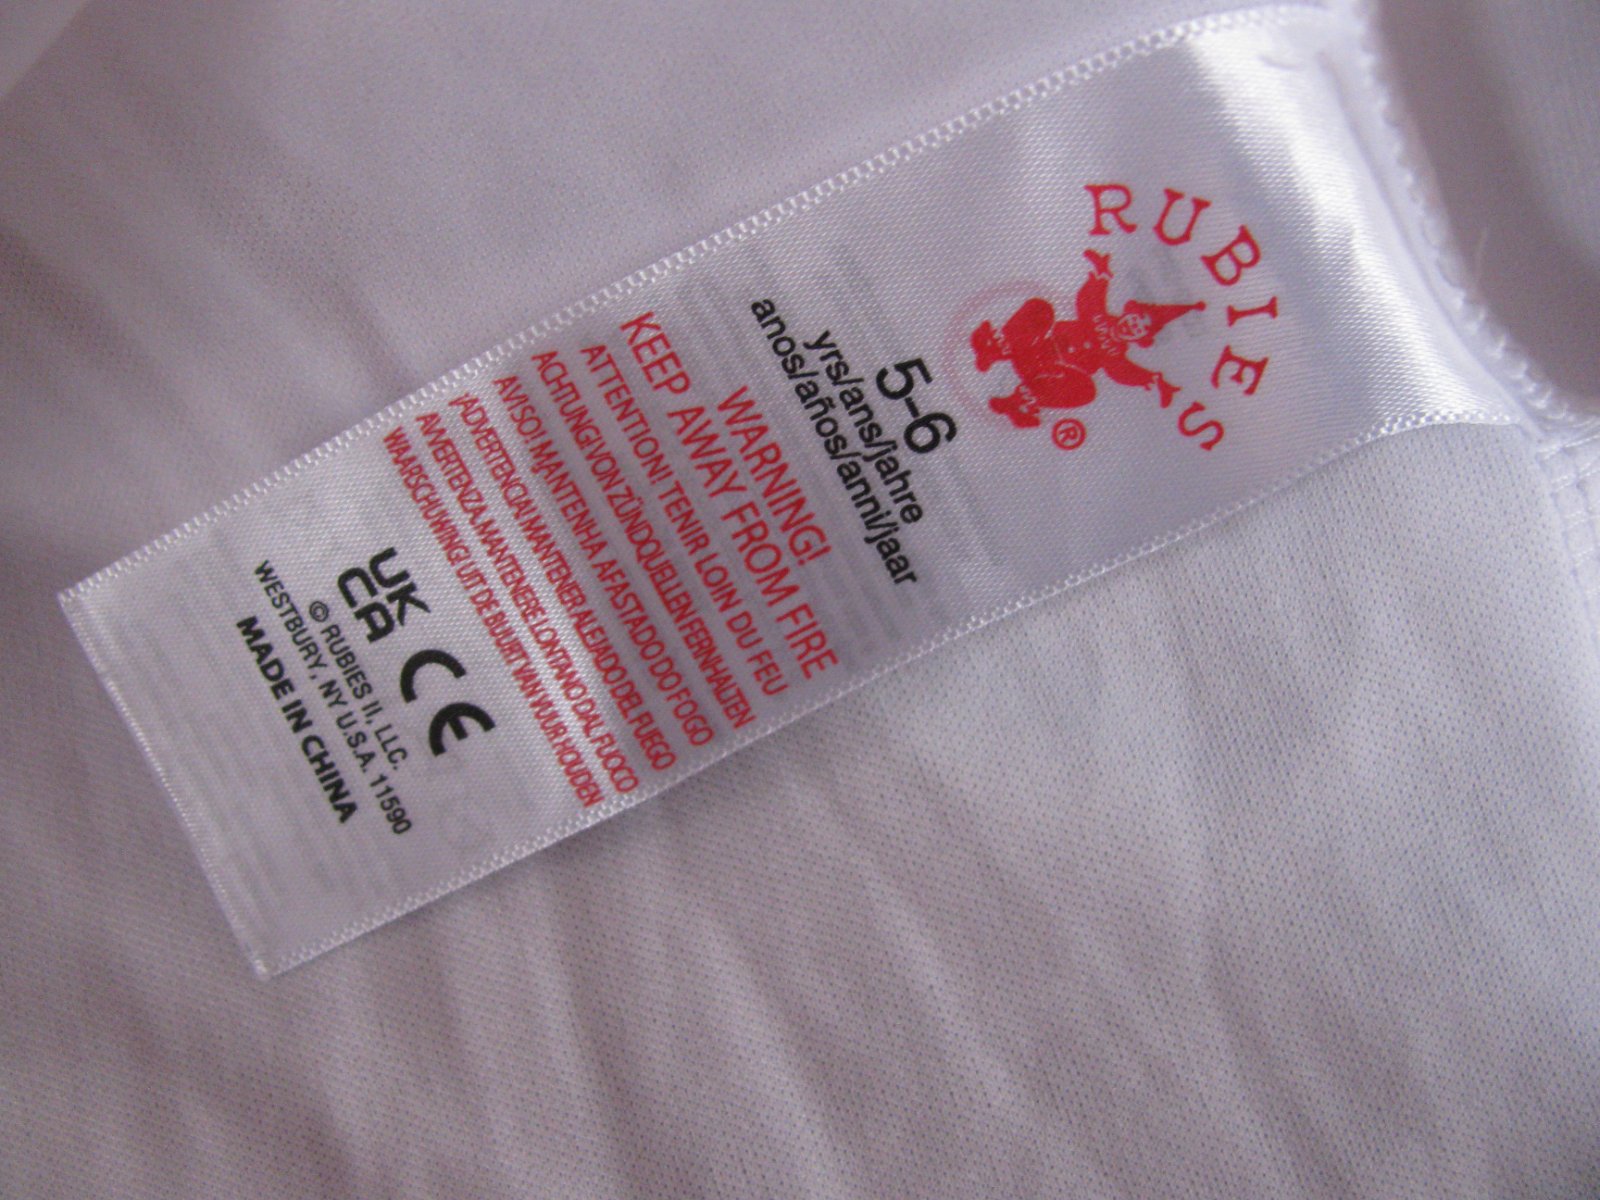 RUBIES
®
5-6
yrs/ans/jahre
anos/años/anni/jaar
WARNING!
KEEP AWAY FROM FIRE
ATTENTION! TENIR LOIN DU FEU
ACHTUNG! VON ZÜNDQUELLEN FERNHALTEN
AVISO! MANTENHA AFASTADO DO FOGO
¡ADVERTENCIA! MANTENER ALEJADO DEL FUEGO
AVVERTENZA. MANTENERE LONTANO DAL FUOCO
WAARSCHUWING! UIT DE BUURT VAN VUUR HOUDEN
UK
CA CE
© RUBIES II, LLC.
WESTBURY, NY U.S.A. 11590
MADE IN CHINA